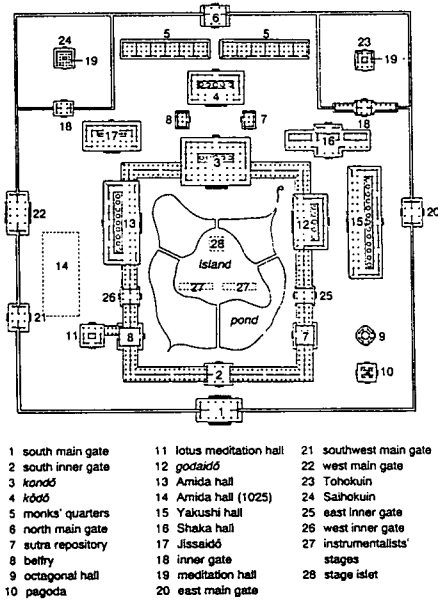 6
24
5
5
23
19
19
4
18
8
7
18
17
16
3
22
13
12
15
20
28
Island
14
27
27
26
25
21
pond
11
8
7
9
2
10
1
1 south main gate
2 south inner gate
3 kondō
4 kōdō
5 monks' quarters
6 north main gate
7 sutra repository
8 belfry
9 octagonal hall
10 pagoda
11 lotus meditation hall
12 godaidō
13 Amida hall
14 Amida hall (1025)
15 Yakushi hall
16 Shaka hall
17 Jissaidō
18 inner gate
19 meditation hall
20 east main gate
21 southwest main gate
22 west main gate
23 Tohokuin
24 Saihokuin
25 east inner gate
26 west inner gate
27 instrumentalists'
stages
28 stage islet